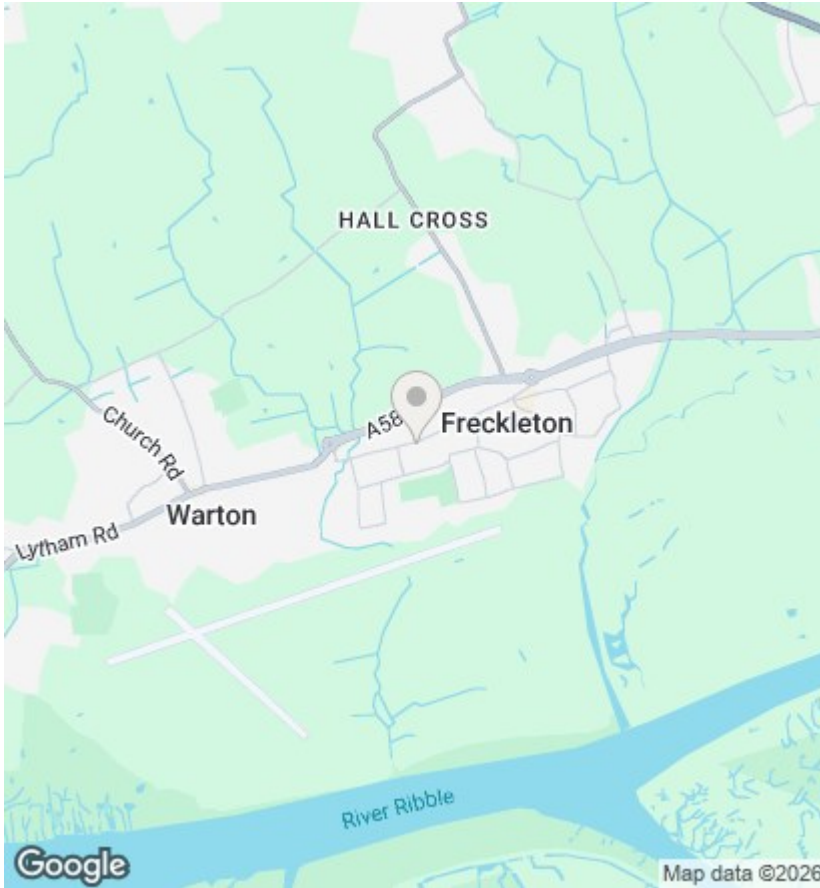 HALL CROSS
A58
Freckleton
Church Rd
Warton
Lytham Rd
River Ribble
Google
Map data ©2026